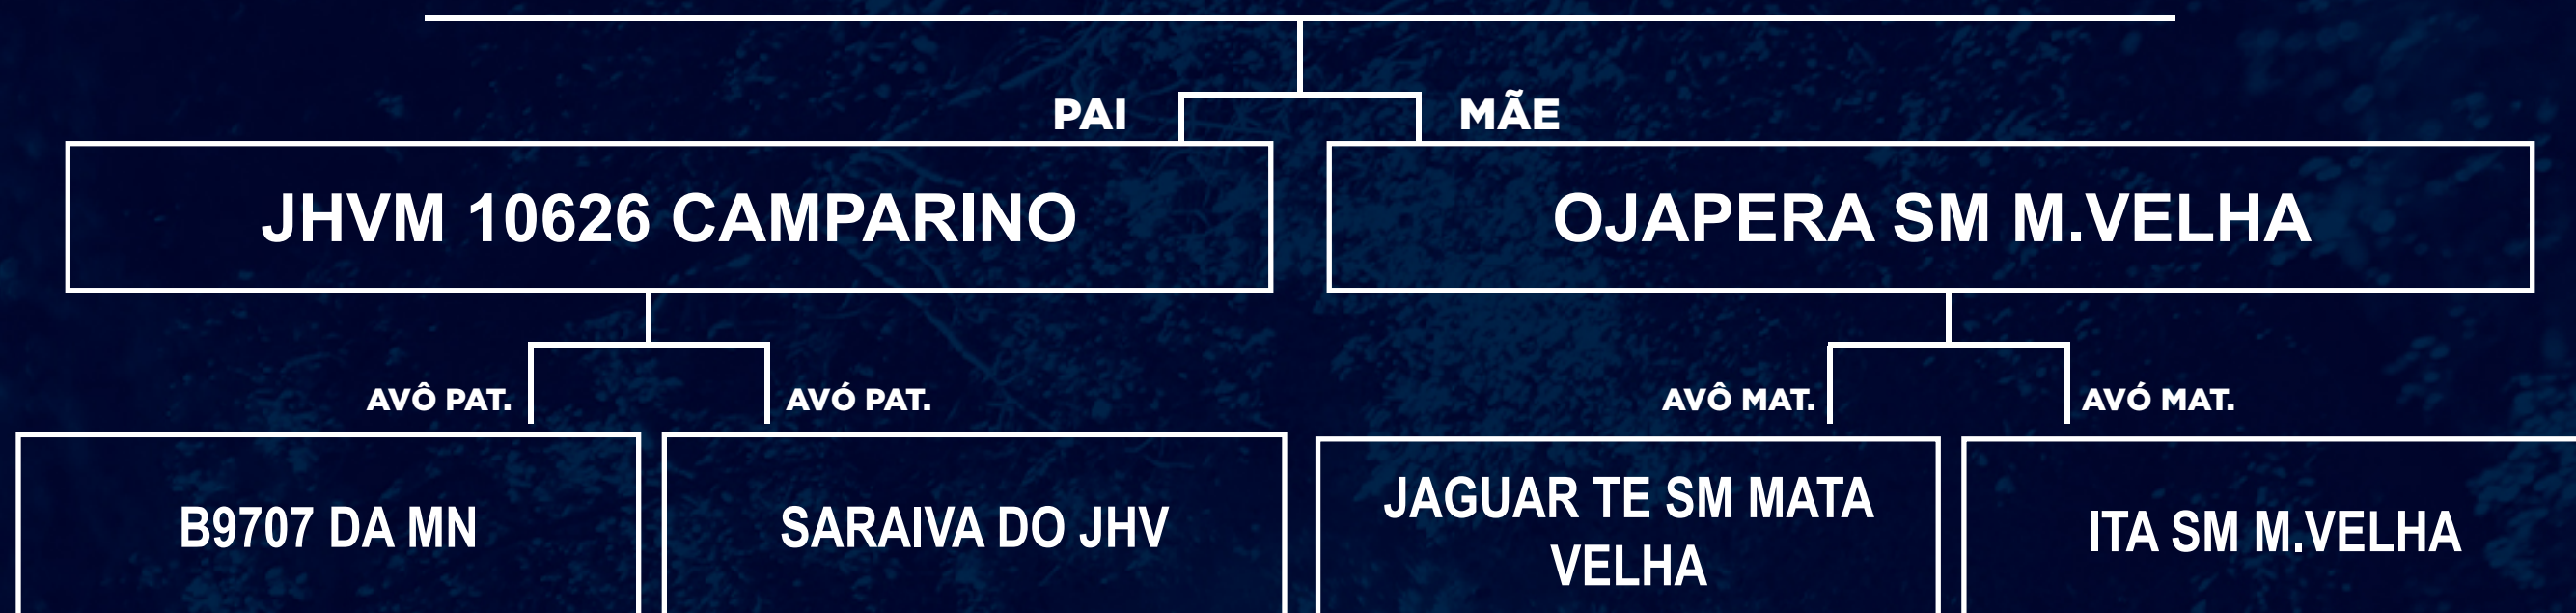 PAI
MÃE
JHVM 10626 CAMPARINO
OJAPERA SM M.VELHA
AVÔ PAT.
AVÓ PAT.
AVÔ MAT.
AVÓ MAT.
B9707 DA MN
SARAIVA DO JHV
JAGUAR TE SM MATA
VELHA
ITA SM M.VELHA